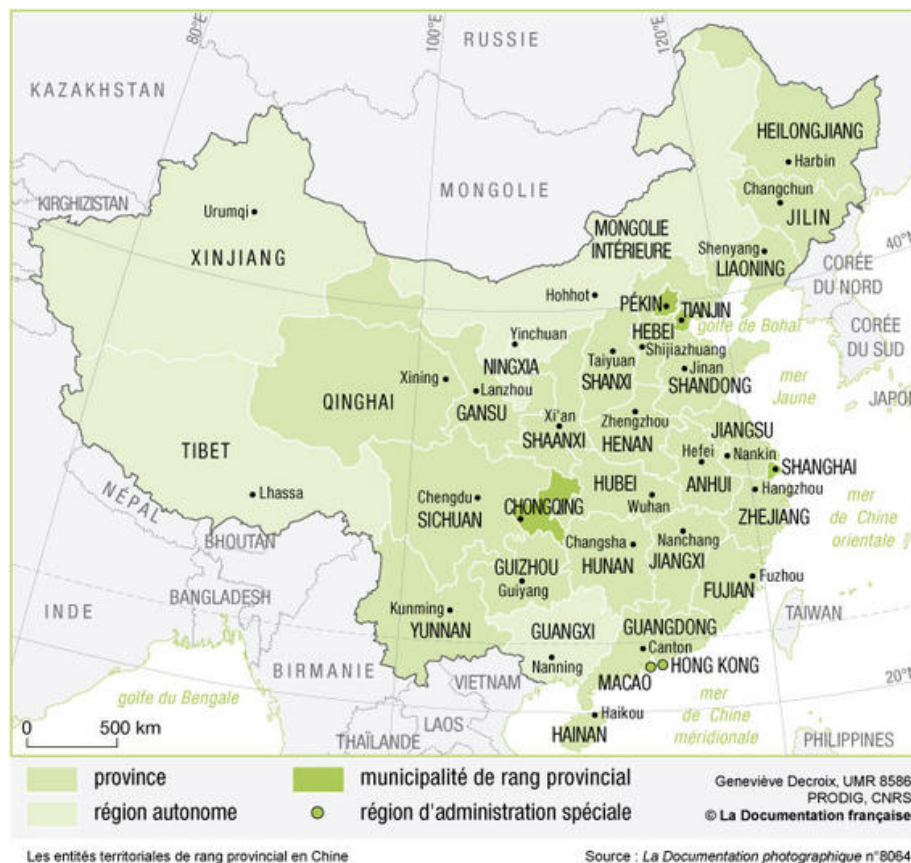 80°E
100°E
120°E
RUSSIE
KAZAKHSTAN
HEILONGJIANG
Harbin
MONGOLIE
Changchun
KIRGHIZISTAN
Urumqi
JILIN
MONGOLIE
INTÉRIEURE
40°N
XINJIANG
Shenyang
LIAONING
CORÉE
DU NORD
Hohhot
PÉKIN
TIANJIN
HEBEI
golfe de Bohai
Yinchuan
Shijiazhuang
CORÉE
DU SUD
NINGXIA
Taiyuan
Jinan
Xining
SHANXI
SHANDONG
mer
Jaune
QINGHAI
Lanzhou
GANSU
JAPON
Xi'an
Zhengzhou
JIANGSU
SHAANXI
HENAN
TIBET
Hefei
Nankin
SHANGHAI
HUBEI
ANHUI
Lhassa
Chengdu
CHONGQING
Wuhan
Hangzhou
NÉPAL
SICHUAN
ZHEJIANG
mer
de Chine
orientale
BHOUTAN
Changsha
Nanchang
GUIZHOU
HUNAN
JIANGXI
BANGLADESH
Guiyang
FUJIAN
Fuzhou
INDE
Kunming
YUNNAN
GUANGXI
GUANGDONG
TAIWAN
Canton
BIRMANIE
Nanning
MACAO
HONG KONG
20°N
golfe du Bengale
VIETNAM
mer
de Chine
méridionale
0
500 km
LAOS
Haikou
THAÏLANDE
HAINAN
PHILIPPINES
province
municipalité de rang provincial
région autonome
région d'administration spéciale
Geneviève Decroix, UMR 8586
PRODIG, CNRS
© La Documentation française
Les entités territoriales de rang provincial en Chine
Source : La Documentation photographique n°8064